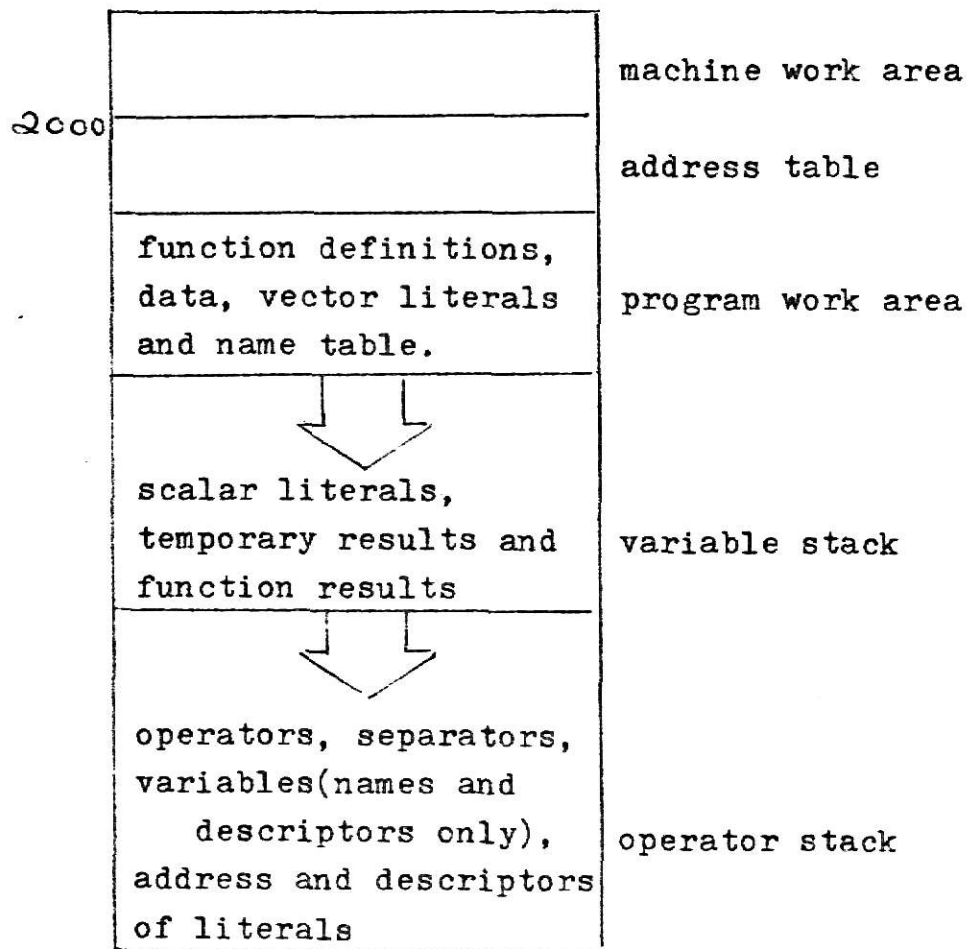 machine work area
2000
address table
function definitions,
data, vector literals
and name table.
program work area
scalar literals,
temporary results and
function results
variable stack
operators, separators,
variables(names and
descriptors only),
address and descriptors
of literals
operator stack